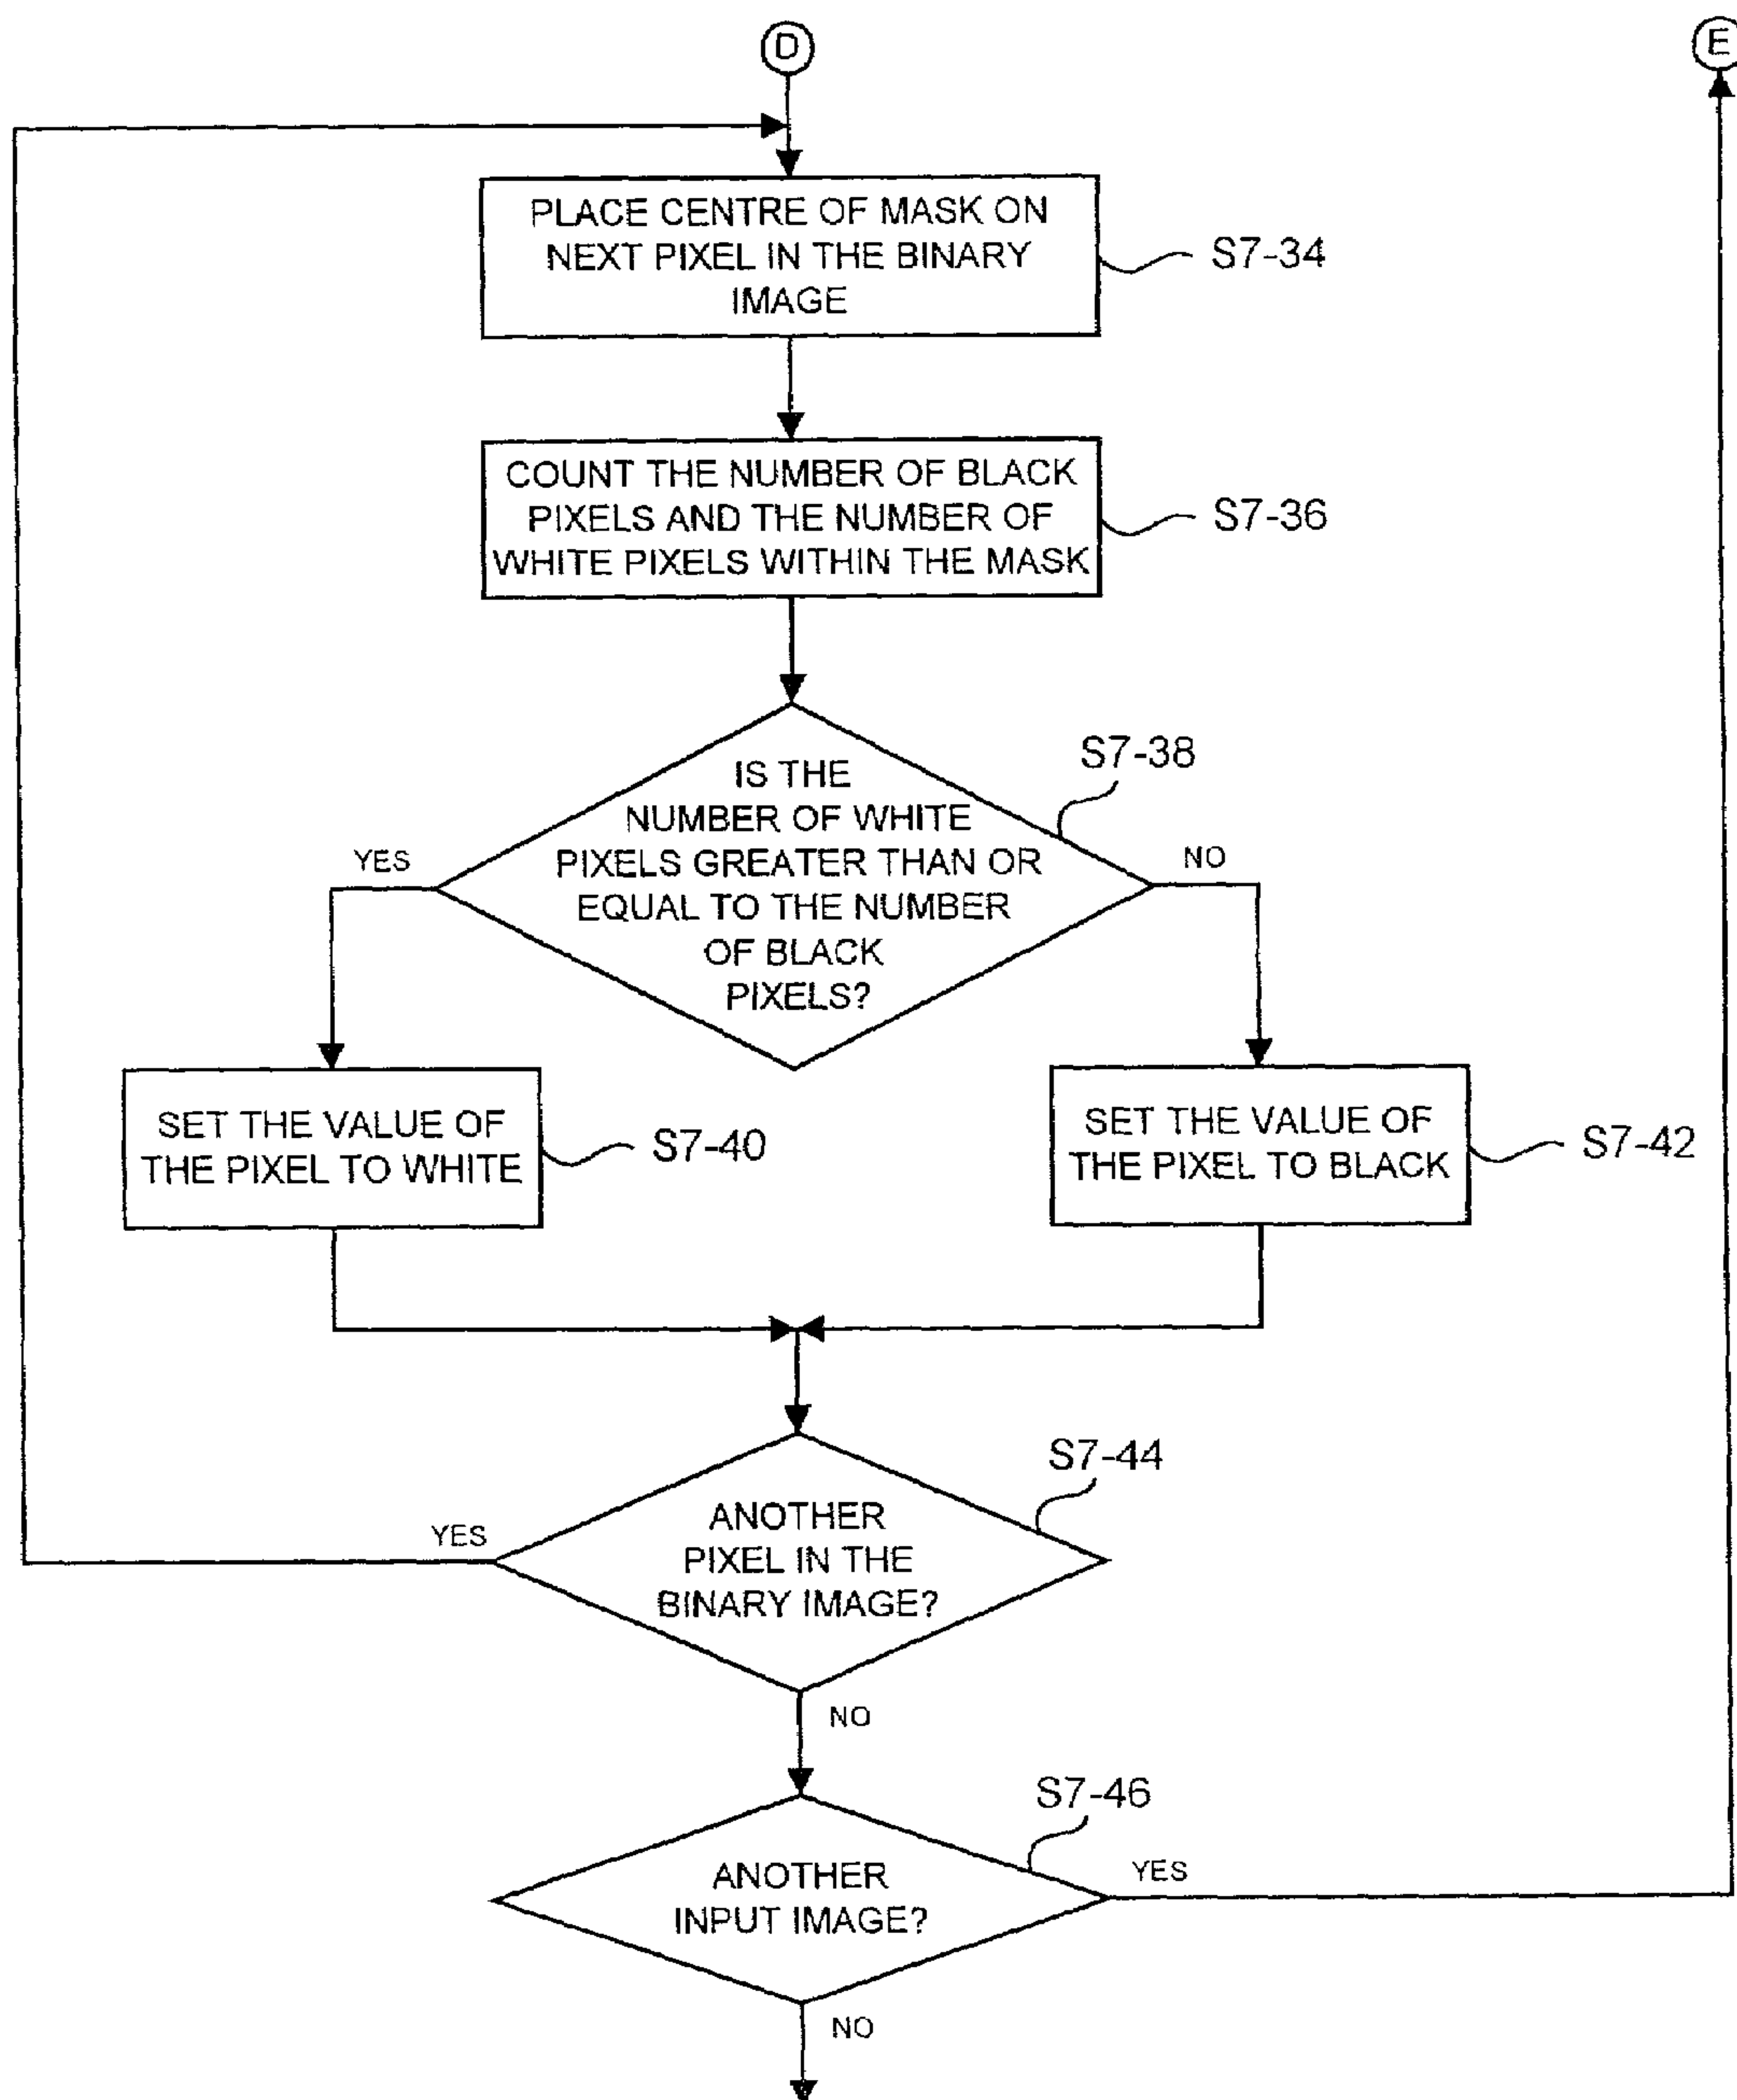 D
E
PLACE CENTRE OF MASK ON
NEXT PIXEL IN THE BINARY
IMAGE
S7-34
COUNT THE NUMBER OF BLACK
PIXELS AND THE NUMBER OF
WHITE PIXELS WITHIN THE MASK
S7-36
S7-38
IS THE
NUMBER OF WHITE
PIXELS GREATER THAN OR
EQUAL TO THE NUMBER
OF BLACK
PIXELS?
YES
NO
SET THE VALUE OF
THE PIXEL TO WHITE
S7-40
SET THE VALUE OF
THE PIXEL TO BLACK
S7-42
S7-44
ANOTHER
PIXEL IN THE
BINARY IMAGE?
YES
NO
S7-46
ANOTHER
INPUT IMAGE?
YES
NO